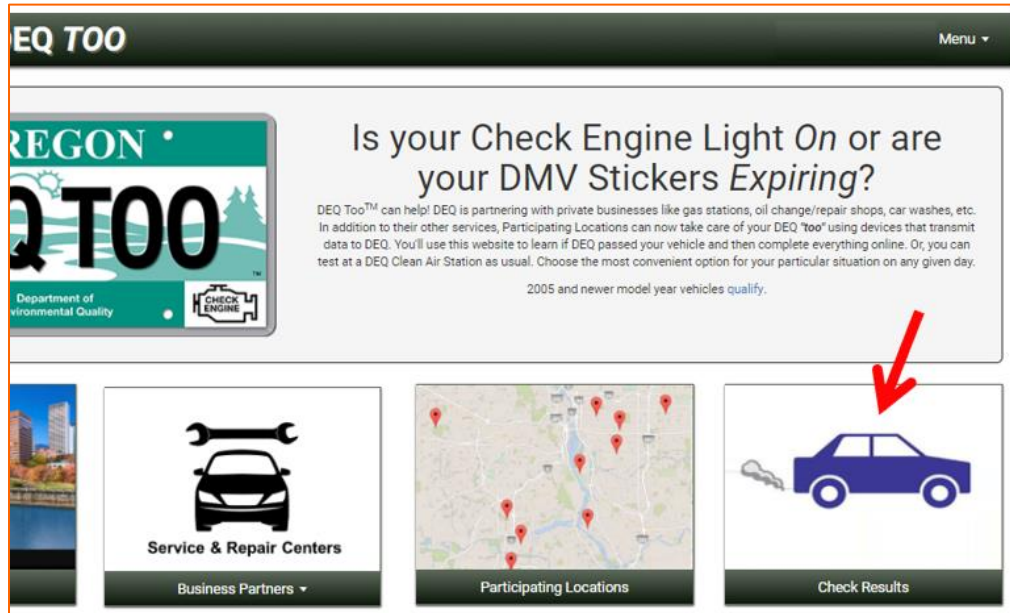 EQ TOO
Menu
REGON
Q TOO
TM
Department of
vironmental Quality
CHECK
ENGINE
Is your Check Engine Light On or are
your DMV Stickers Expiring?
DEQ Too™ can help! DEQ is partnering with private businesses like gas stations, oil change/repair shops, car washes, etc.
In addition to their other services, Participating Locations can now take care of your DEQ "too" using devices that transmit
data to DEQ. You'll use this website to learn if DEQ passed your vehicle and then complete everything online. Or, you can
test at a DEQ Clean Air Station as usual. Choose the most convenient option for your particular situation on any given day.
2005 and newer model year vehicles qualify.
Service & Repair Centers
Business Partners
Participating Locations
Check Results